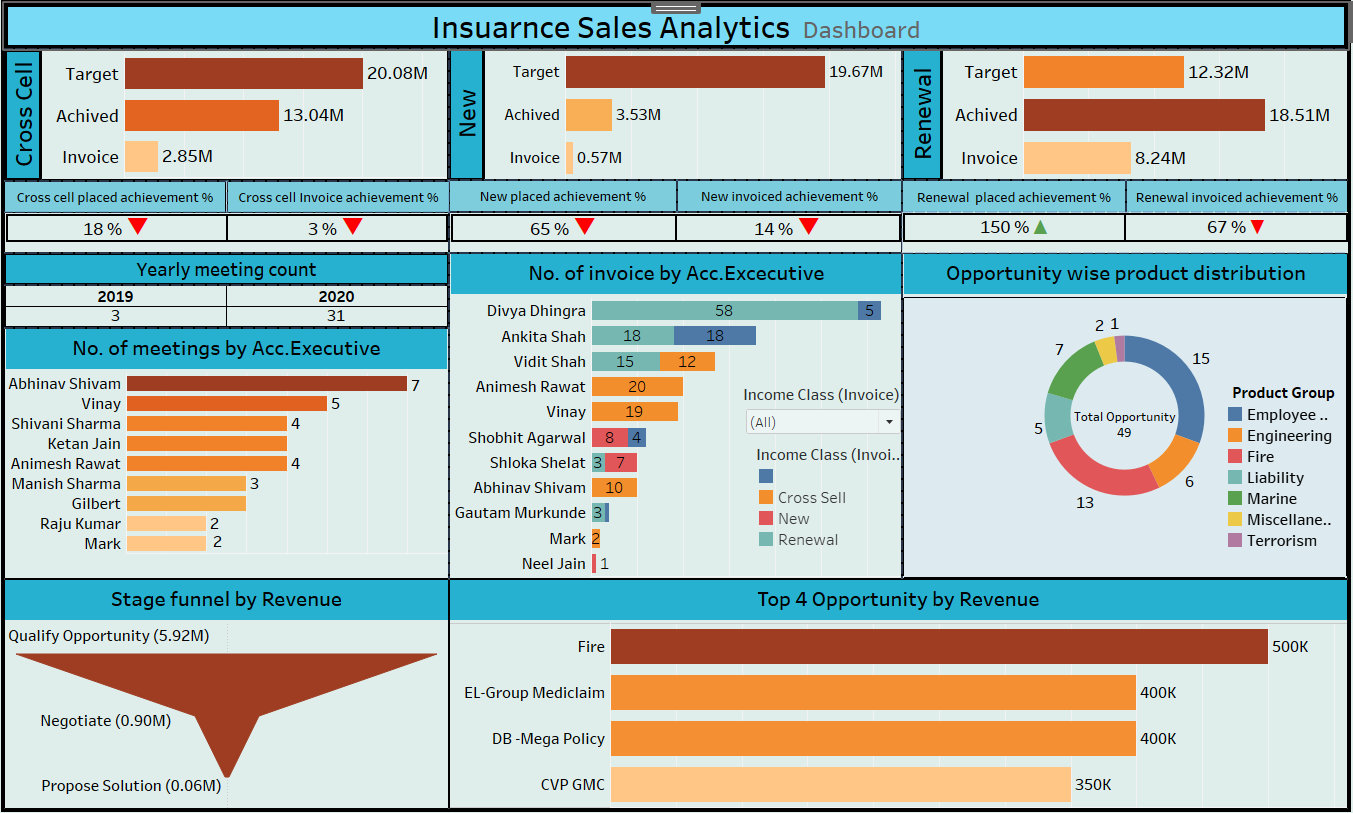 Insuarnce Sales Analytics Dashboard
Cross Cell
Target 20.08M
Achived 13.04M
Invoice 2.85M
New
Target 19.67M
Achived 3.53M
Invoice 0.57M
Renewal
Target 12.32M
Achived 18.51M
Invoice 8.24M
Cross cell placed achievement %
Cross cell Invoice achievement %
New placed achievement %
New invoiced achievement %
Renewal placed achievement %
Renewal invoiced achievement %
18 % ▼
3 % ▼
65 % ▼
14 % ▼
150 % ▲
67 % ▼
Yearly meeting count
2019 2020
3 31
No. of meetings by Acc.Executive
Abhinav Shivam 7
Vinay 5
Shivani Sharma 4
Ketan Jain
Animesh Rawat 4
Manish Sharma 3
Gilbert
Raju Kumar 2
Mark 2
No. of invoice by Acc.Excecutive
Divya Dhingra 58 5
Ankita Shah 18 18
Vidit Shah 15 12
Animesh Rawat 20
Vinay 19
Shobhit Agarwal 8 4
Shloka Shelat 3 7
Abhinav Shivam 10
Gautam Murkunde 3
Mark 2
Neel Jain 1
Income Class (Invoice)
(All)
Income Class (Invoi..
Cross Sell
New
Renewal
Opportunity wise product distribution
2 1
7 15
5
6
13
Total Opportunity
49
Product Group
Employee ..
Engineering
Fire
Liability
Marine
Miscellane..
Terrorism
Stage funnel by Revenue
Qualify Opportunity (5.92M)
Negotiate (0.90M)
Propose Solution (0.06M)
Top 4 Opportunity by Revenue
Fire 500K
EL-Group Mediclaim 400K
DB -Mega Policy 400K
CVP GMC 350K